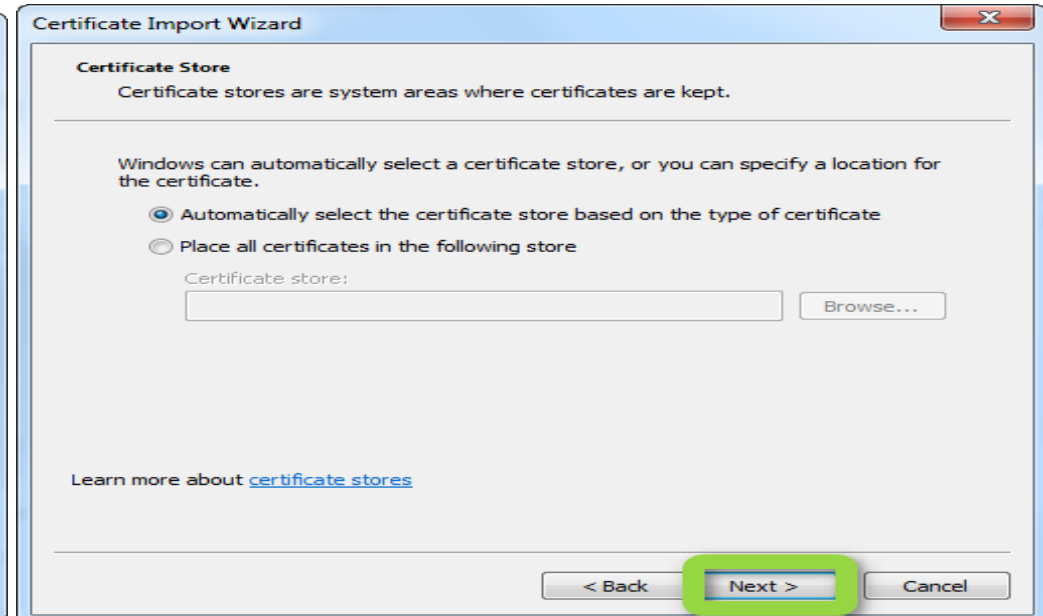 Certificate Import Wizard
Certificate Store
Certificate stores are system areas where certificates are kept.
Windows can automatically select a certificate store, or you can specify a location for
the certificate.
Automatically select the certificate store based on the type of certificate
Place all certificates in the following store
Certificate store:
Browse...
Learn more about certificate stores
< Back Next > Cancel